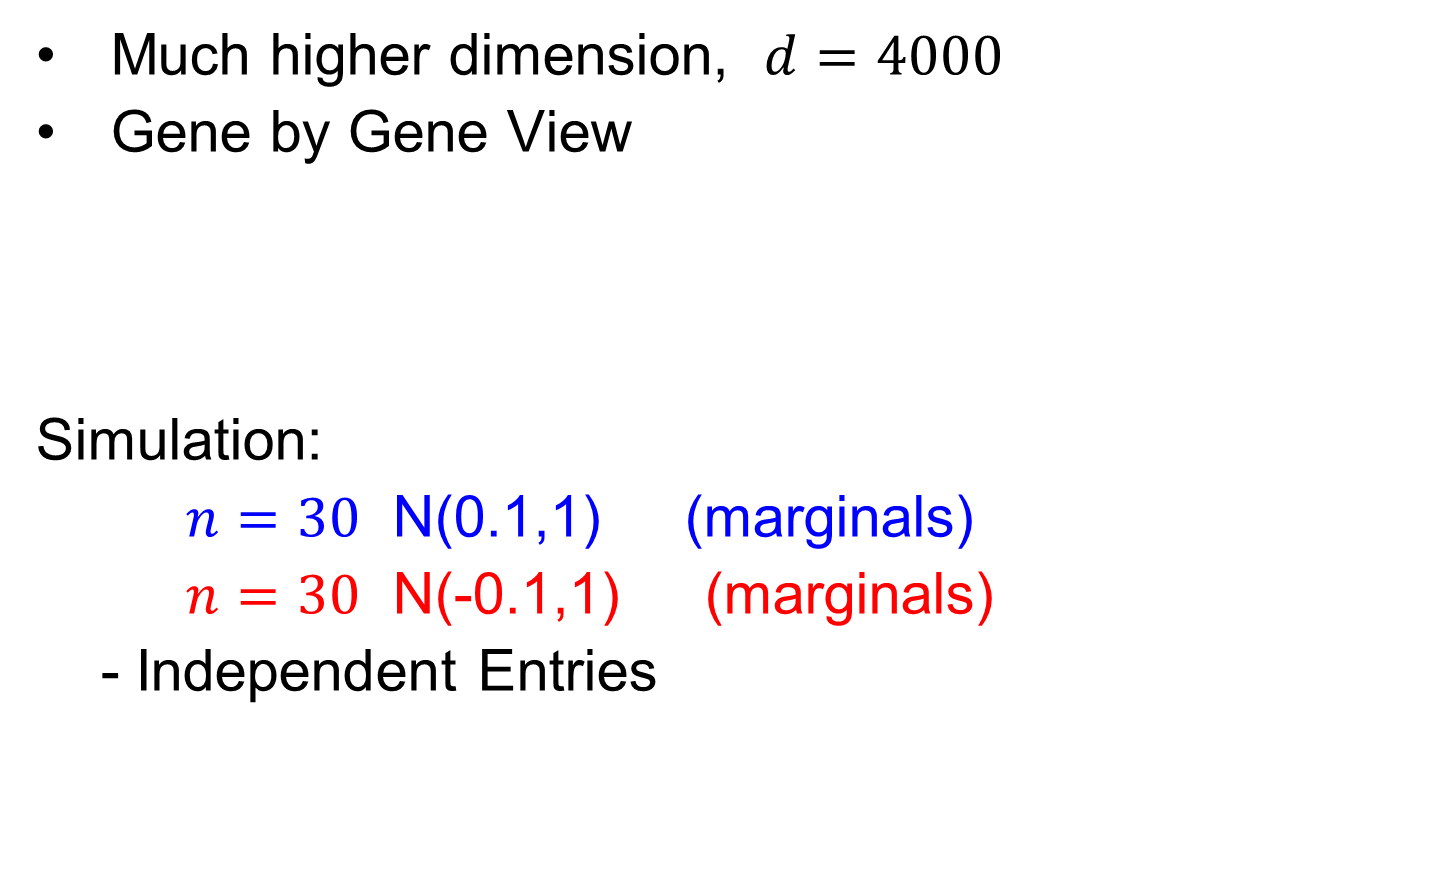 • Much higher dimension, d = 4000
• Gene by Gene View
Simulation:
n = 30 N(0.1,1) (marginals)
n = 30 N(-0.1,1) (marginals)
- Independent Entries